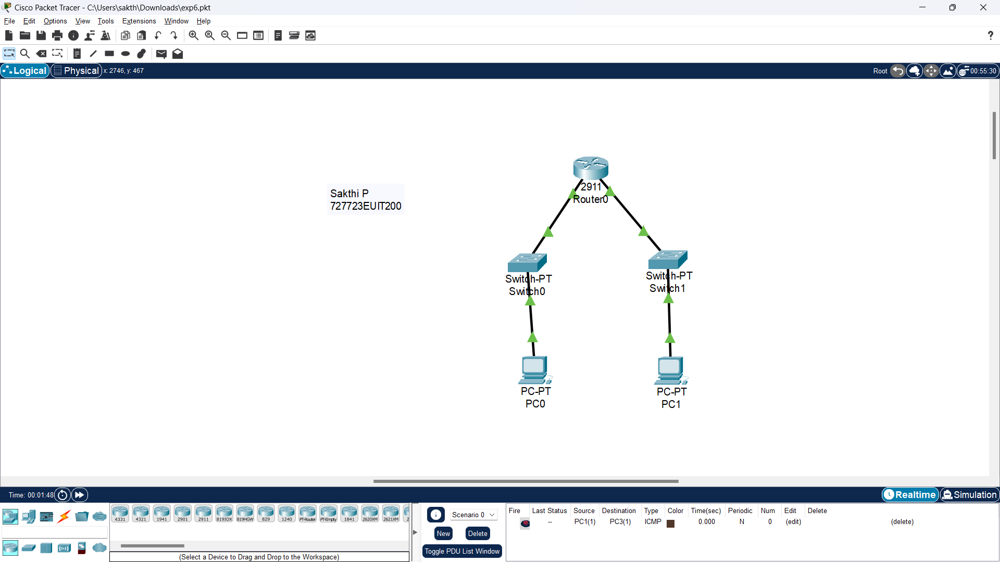 Cisco Packet Tracer - C:\Users\sakth\Downloads\exp6.pkt
File Edit Options View Tools Extensions Window Help
?
Logical Physical x: 2746, y: 467 Root 00:55:30
2911
Router0
Sakthi P
727723EUIT200
Switch-PT
Switch0
Switch-PT
Switch1
PC-PT
PC0
PC-PT
PC1
Time: 00:01:48 Realtime Simulation
4331 4321 1941 2901 2911 819IOX 819HGW 829 1240 PT-Router PT-Empty 1841 2620XM 2621XM 2
(Select a Device to Drag and Drop to the Workspace)
Scenario 0
New Delete
Toggle PDU List Window
Fire Last Status Source Destination Type Color Time(sec) Periodic Num Edit Delete
-- PC1(1) PC3(1) ICMP 0.000 N 0 (edit) (delete)